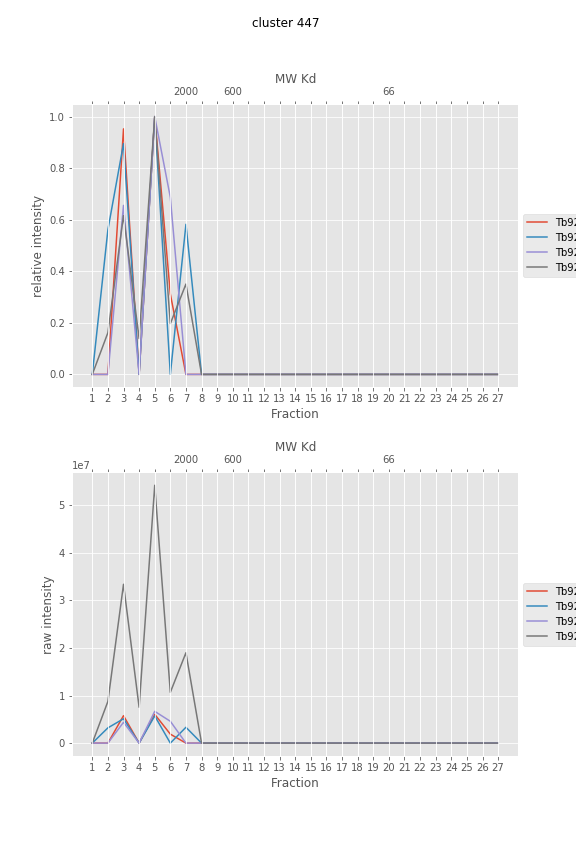 cluster 447
MW Kd
2000 600 66
1.0
0.8
0.6
0.4
0.2
0.0
relative intensity
Tb92
Tb92
Tb92
Tb92
1 2 3 4 5 6 7 8 9 10 11 12 13 14 15 16 17 18 19 20 21 22 23 24 25 26 27
Fraction
MW Kd
1e7 2000 600 66
5
4
3
2
1
0
raw intensity
Tb92
Tb92
Tb92
Tb92
1 2 3 4 5 6 7 8 9 10 11 12 13 14 15 16 17 18 19 20 21 22 23 24 25 26 27
Fraction